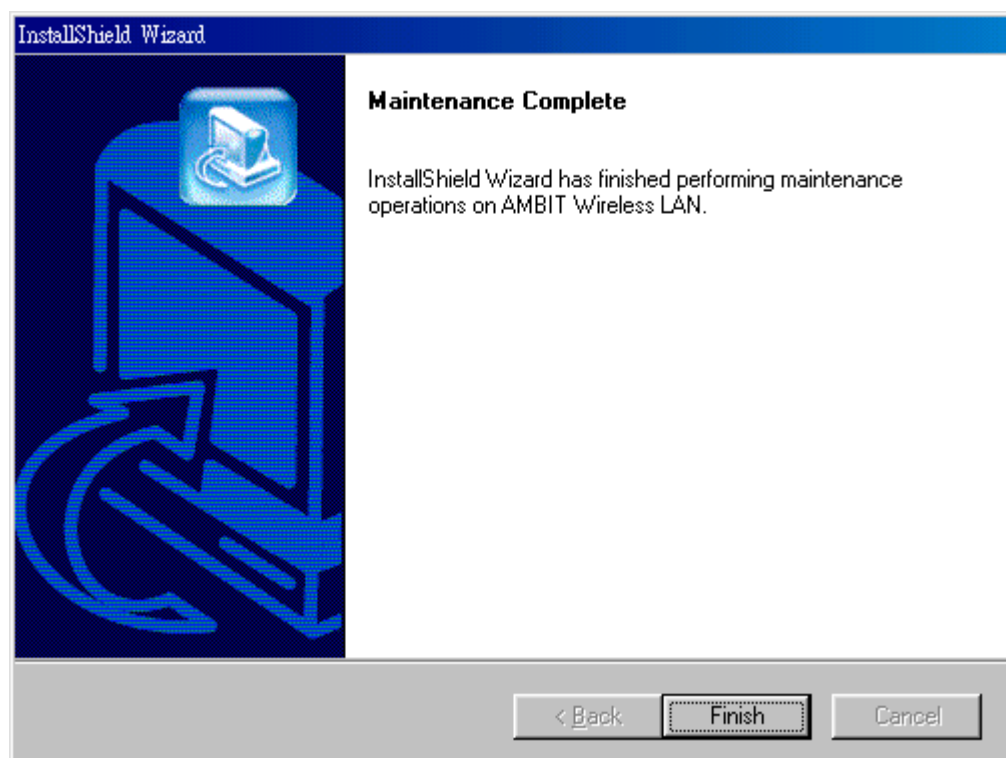 InstallShield Wizard
Maintenance Complete
InstallShield Wizard has finished performing maintenance
operations on AMBIT Wireless LAN.
< Back
Finish
Cancel